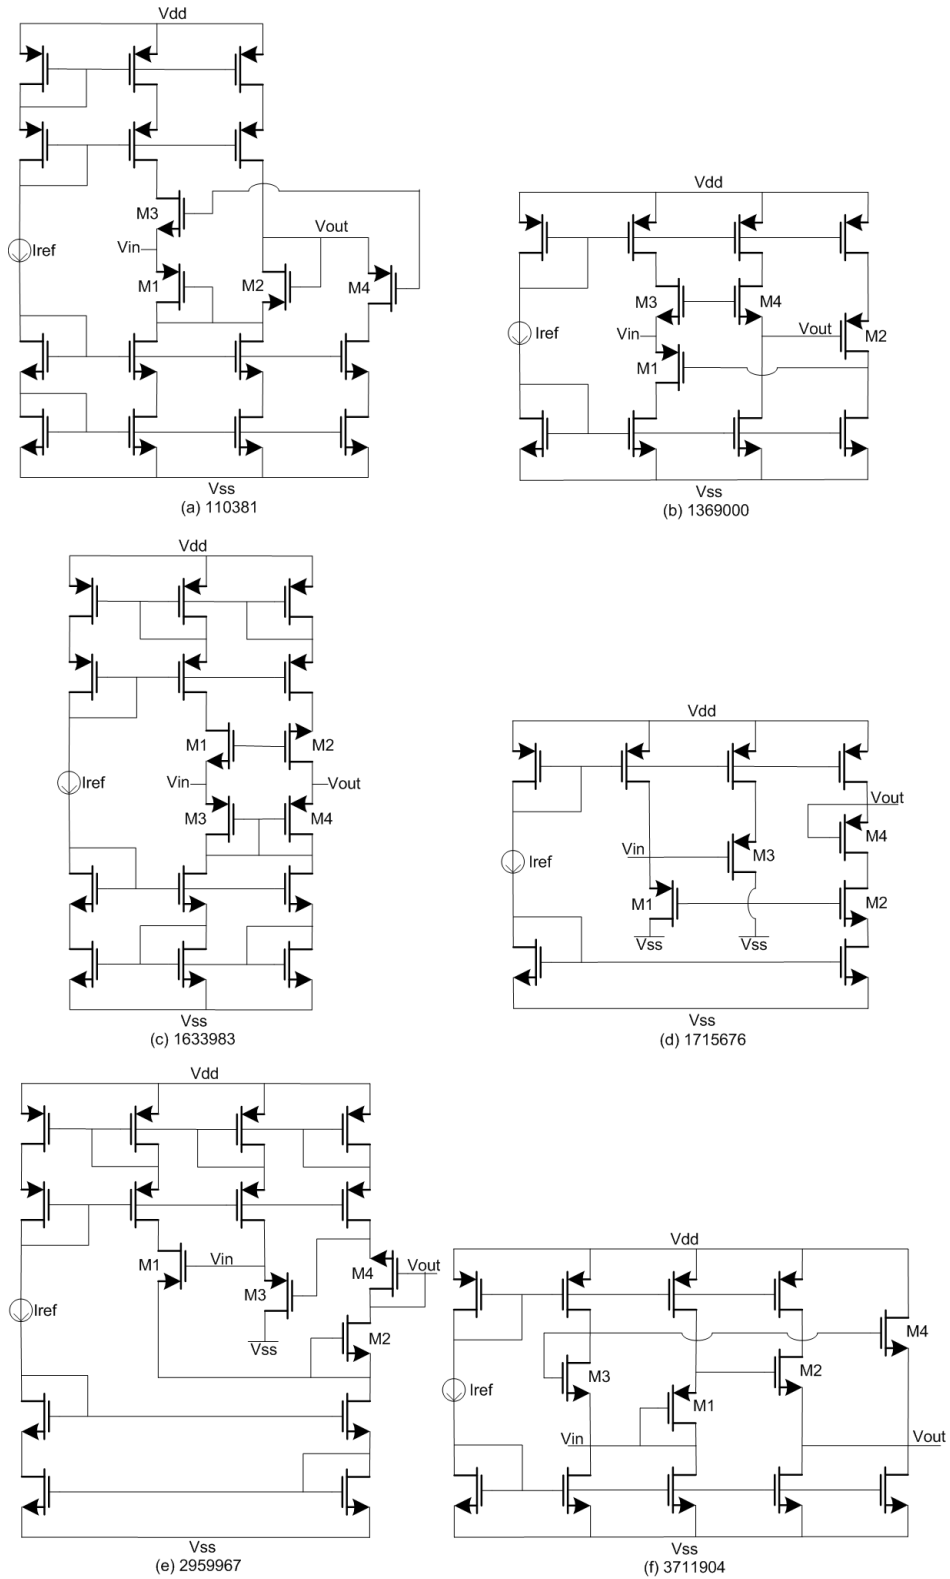 Vdd
M3
Vin
Vout
Iref
M1
M2
M4
Vss
(a) 110381
Vdd
M3
M4
Iref
Vin
Vout
M2
M1
Vss
(b) 1369000
Vdd
M1
M2
Iref
Vin
Vout
M3
M4
Vss
(c) 1633983
Vdd
Vout
M4
Vin
M3
Iref
M1
M2
Vss
Vss
Vss
(d) 1715676
Vdd
M1
Vin
M4
Vout
M3
Iref
M2
Vss
Vss
(e) 2959967
Vdd
M4
M3
M2
Iref
M1
Vin
Vout
Vss
(f) 3711904